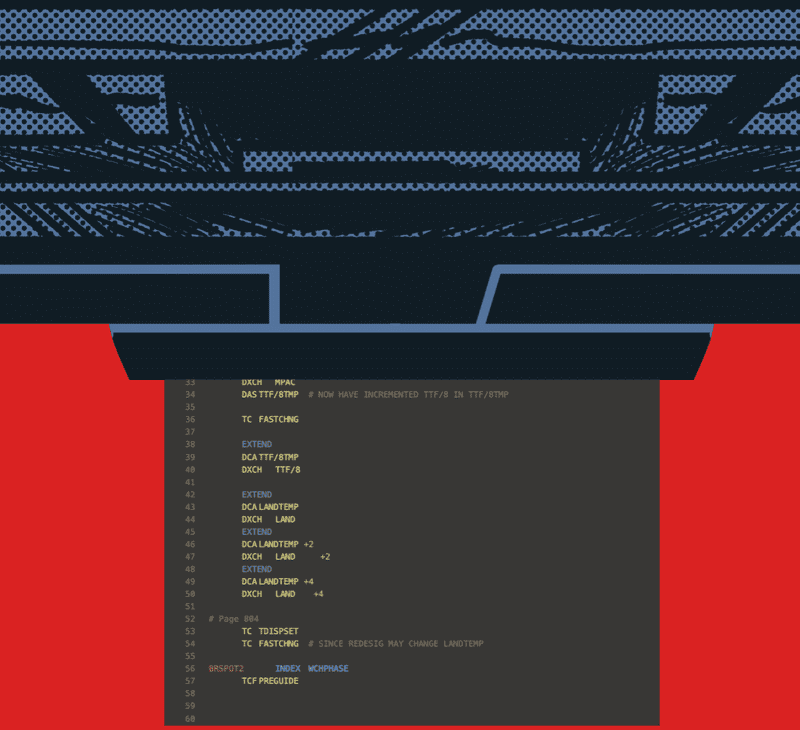 33 DXCH MPAC
34 DAS TTF/8TMP # NOW HAVE INCREMENTED TTF/8 IN TTF/8TMP
35
36 TC FASTCHNG
37
38 EXTEND
39 DCA TTF/8TMP
40 DXCH TTF/8
41
42 EXTEND
43 DCA LANDTEMP
44 DXCH LAND
45 EXTEND
46 DCA LANDTEMP +2
47 DXCH LAND +2
48 EXTEND
49 DCA LANDTEMP +4
50 DXCH LAND +4
51
52 # Page 804
53 TC TDISPSET
54 TC FASTCHNG # SINCE REDESIG MAY CHANGE LANDTEMP
55
56 0RSPOT2 INDEX WCHPHASE
57 TCF PREGUIDE
58
59
60